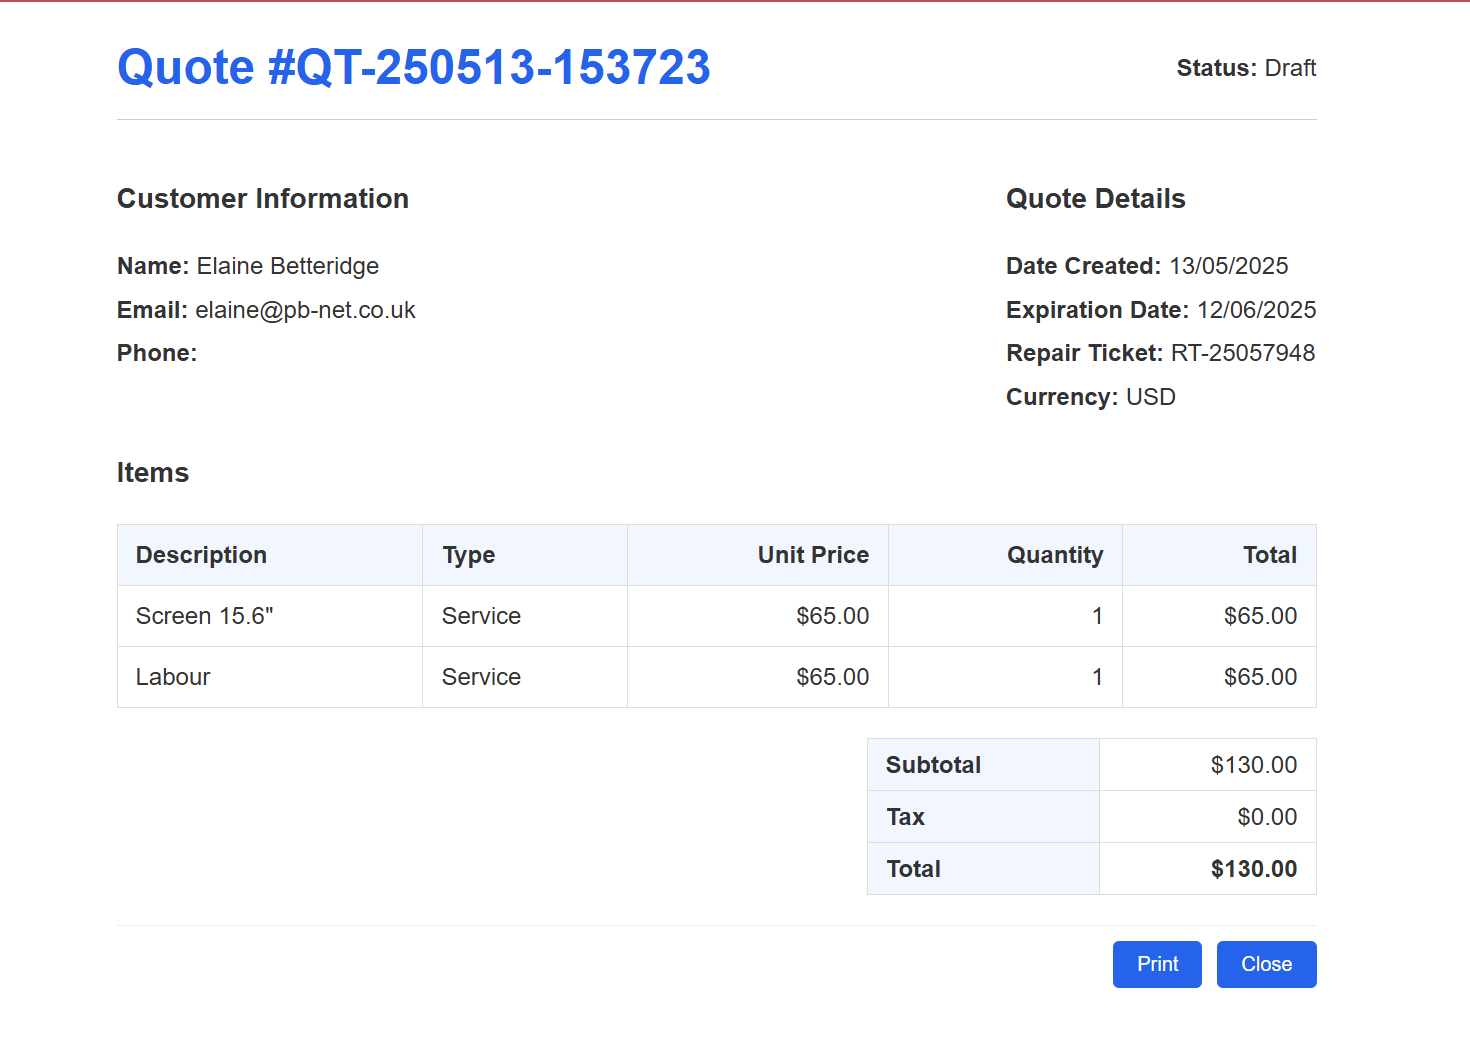 Quote #QT-250513-153723
Status: Draft
Customer Information
Name: Elaine Betteridge
Email: elaine@pb-net.co.uk
Phone:
Quote Details
Date Created: 13/05/2025
Expiration Date: 12/06/2025
Repair Ticket: RT-25057948
Currency: USD
Items
Description Type Unit Price Quantity Total
Screen 15.6" Service $65.00 1 $65.00
Labour Service $65.00 1 $65.00
Subtotal $130.00
Tax $0.00
Total $130.00
Print Close